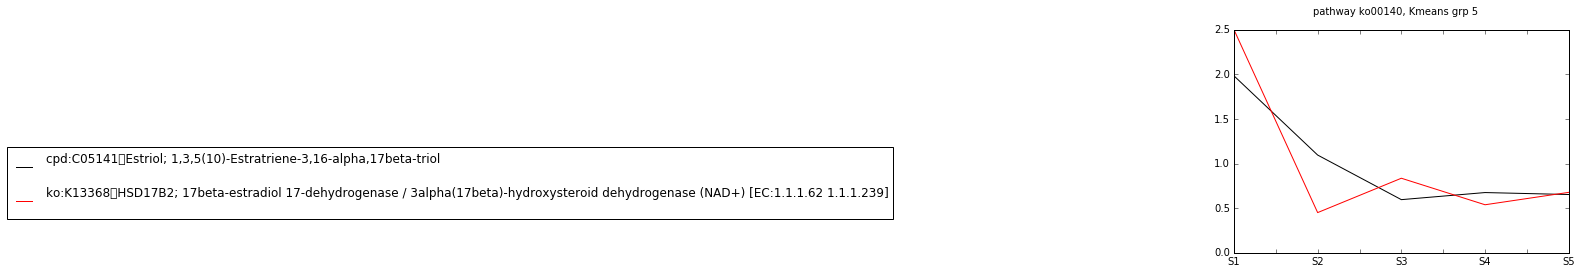 pathway ko00140, Kmeans grp 5
2.5
2.0
1.5
1.0
0.5
0.0
S1 S2 S3 S4 S5
cpd:C05141▯Estriol; 1,3,5(10)-Estratriene-3,16-alpha,17beta-triol
ko:K13368▯HSD17B2; 17beta-estradiol 17-dehydrogenase / 3alpha(17beta)-hydroxysteroid dehydrogenase (NAD+) [EC:1.1.1.62 1.1.1.239]